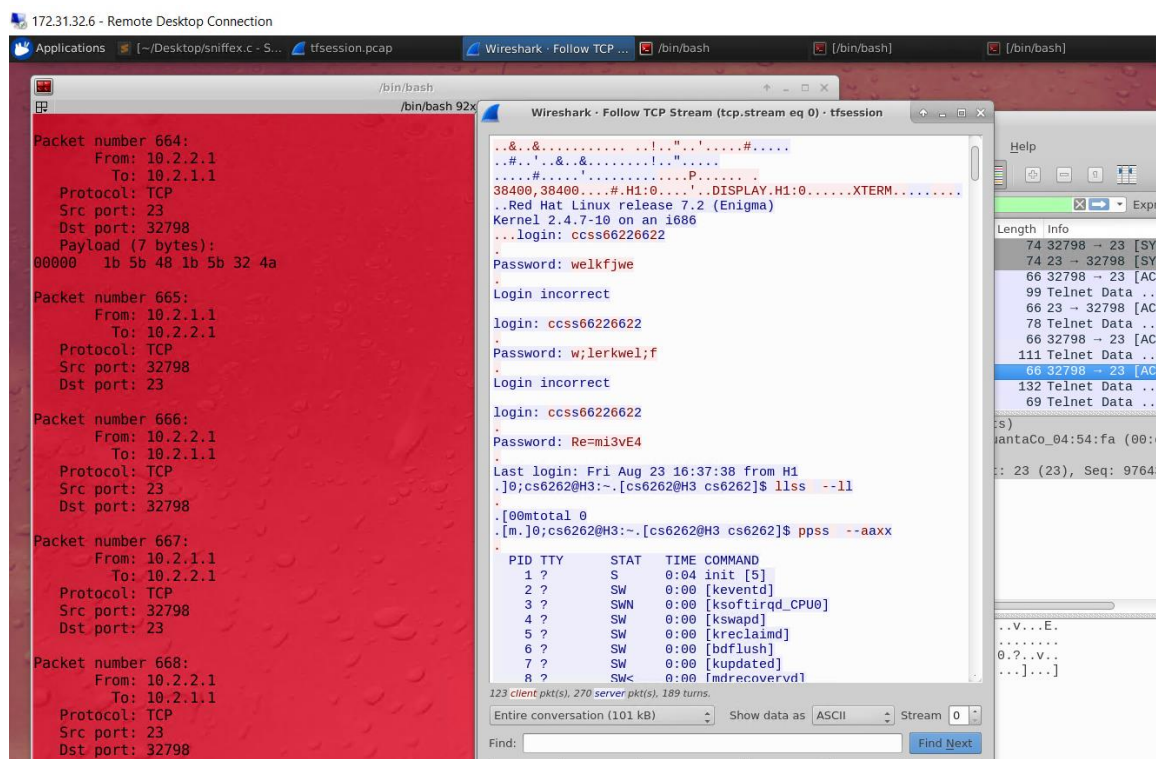 172.31.32.6 - Remote Desktop Connection
Applications [~/Desktop/sniffex.c - S... tfsession.pcap Wireshark · Follow TCP ... /bin/bash [/bin/bash] [/bin/bash]
/bin/bash
/bin/bash 92x
Packet number 664:
From: 10.2.2.1
To: 10.2.1.1
Protocol: TCP
Src port: 23
Dst port: 32798
Payload (7 bytes):
00000 1b 5b 48 1b 5b 32 4a
Packet number 665:
From: 10.2.1.1
To: 10.2.2.1
Protocol: TCP
Src port: 32798
Dst port: 23
Packet number 666:
From: 10.2.2.1
To: 10.2.1.1
Protocol: TCP
Src port: 23
Dst port: 32798
Packet number 667:
From: 10.2.1.1
To: 10.2.2.1
Protocol: TCP
Src port: 32798
Dst port: 23
Packet number 668:
From: 10.2.2.1
To: 10.2.1.1
Protocol: TCP
Src port: 23
Dst port: 32798
Wireshark · Follow TCP Stream (tcp.stream eq 0) · tfsession
..&..&........... ..!.."..'.....#.....
..#..'..&..&........!..".....
.....#.....'.............P........
38400,38400....#.H1:0....'..DISPLAY.H1:0......XTERM.........
..Red Hat Linux release 7.2 (Enigma)
Kernel 2.4.7-10 on an i686
...login: ccss66226622
.
Password: welkfjwe
.
Login incorrect
login: ccss66226622
.
Password: w;lerkwel;f
.
Login incorrect
login: ccss66226622
.
Password: Re=mi3vE4
.
Last login: Fri Aug 23 16:37:38 from H1
.]0;cs6262@H3:~.[cs6262@H3 cs6262]$ llss --ll
.
.[00mtotal 0
.[m.]0;cs6262@H3:~.[cs6262@H3 cs6262]$ ppss --aaxx
.
PID TTY STAT TIME COMMAND
1 ? S 0:04 init [5]
2 ? SW 0:00 [keventd]
3 ? SWN 0:00 [ksoftirqd_CPU0]
4 ? SW 0:00 [kswapd]
5 ? SW 0:00 [kreclaimd]
6 ? SW 0:00 [bdflush]
7 ? SW 0:00 [kupdated]
8 ? SW< 0:00 [mdrecoveryd]
123 client pkt(s), 270 server pkt(s), 189 turns.
Entire conversation (101 kB) Show data as ASCII Stream 0
Find: Find Next
Help
Expr
Length Info
74 32798 → 23 [SY
74 23 → 32798 [SY
66 32798 → 23 [AC
99 Telnet Data ..
66 23 → 32798 [AC
78 Telnet Data ..
66 32798 → 23 [AC
111 Telnet Data ..
66 32798 → 23 [AC
132 Telnet Data ..
69 Telnet Data ..
ts)
uantaCo_04:54:fa (00:
t: 23 (23), Seq: 9764
..v...E.
........
0.?..v..
...]...]